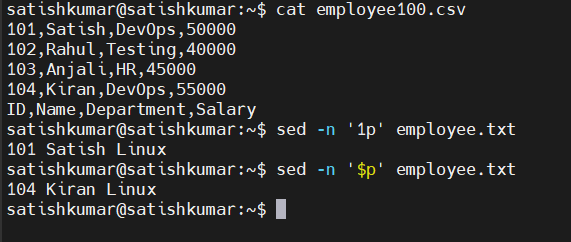 satishkumar@satishkumar:~$ cat employee100.csv
101,Satish,DevOps,50000
102,Rahul,Testing,40000
103,Anjali,HR,45000
104,Kiran,DevOps,55000
ID,Name,Department,Salary
satishkumar@satishkumar:~$ sed -n '1p' employee.txt
101 Satish Linux
satishkumar@satishkumar:~$ sed -n '$p' employee.txt
104 Kiran Linux
satishkumar@satishkumar:~$